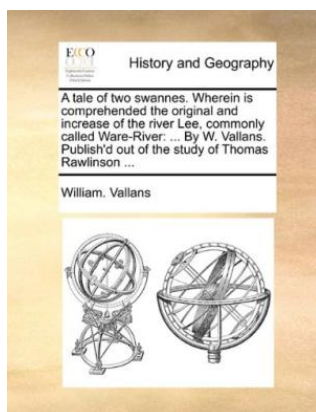 ECCO
History and Geography
A tale of two swannes. Wherein is
comprehended the original and
increase of the river Lee, commonly
called Ware-River: ... By W. Vallans.
Publish'd out of the study of Thomas
Rawlinson ...
William. Vallans